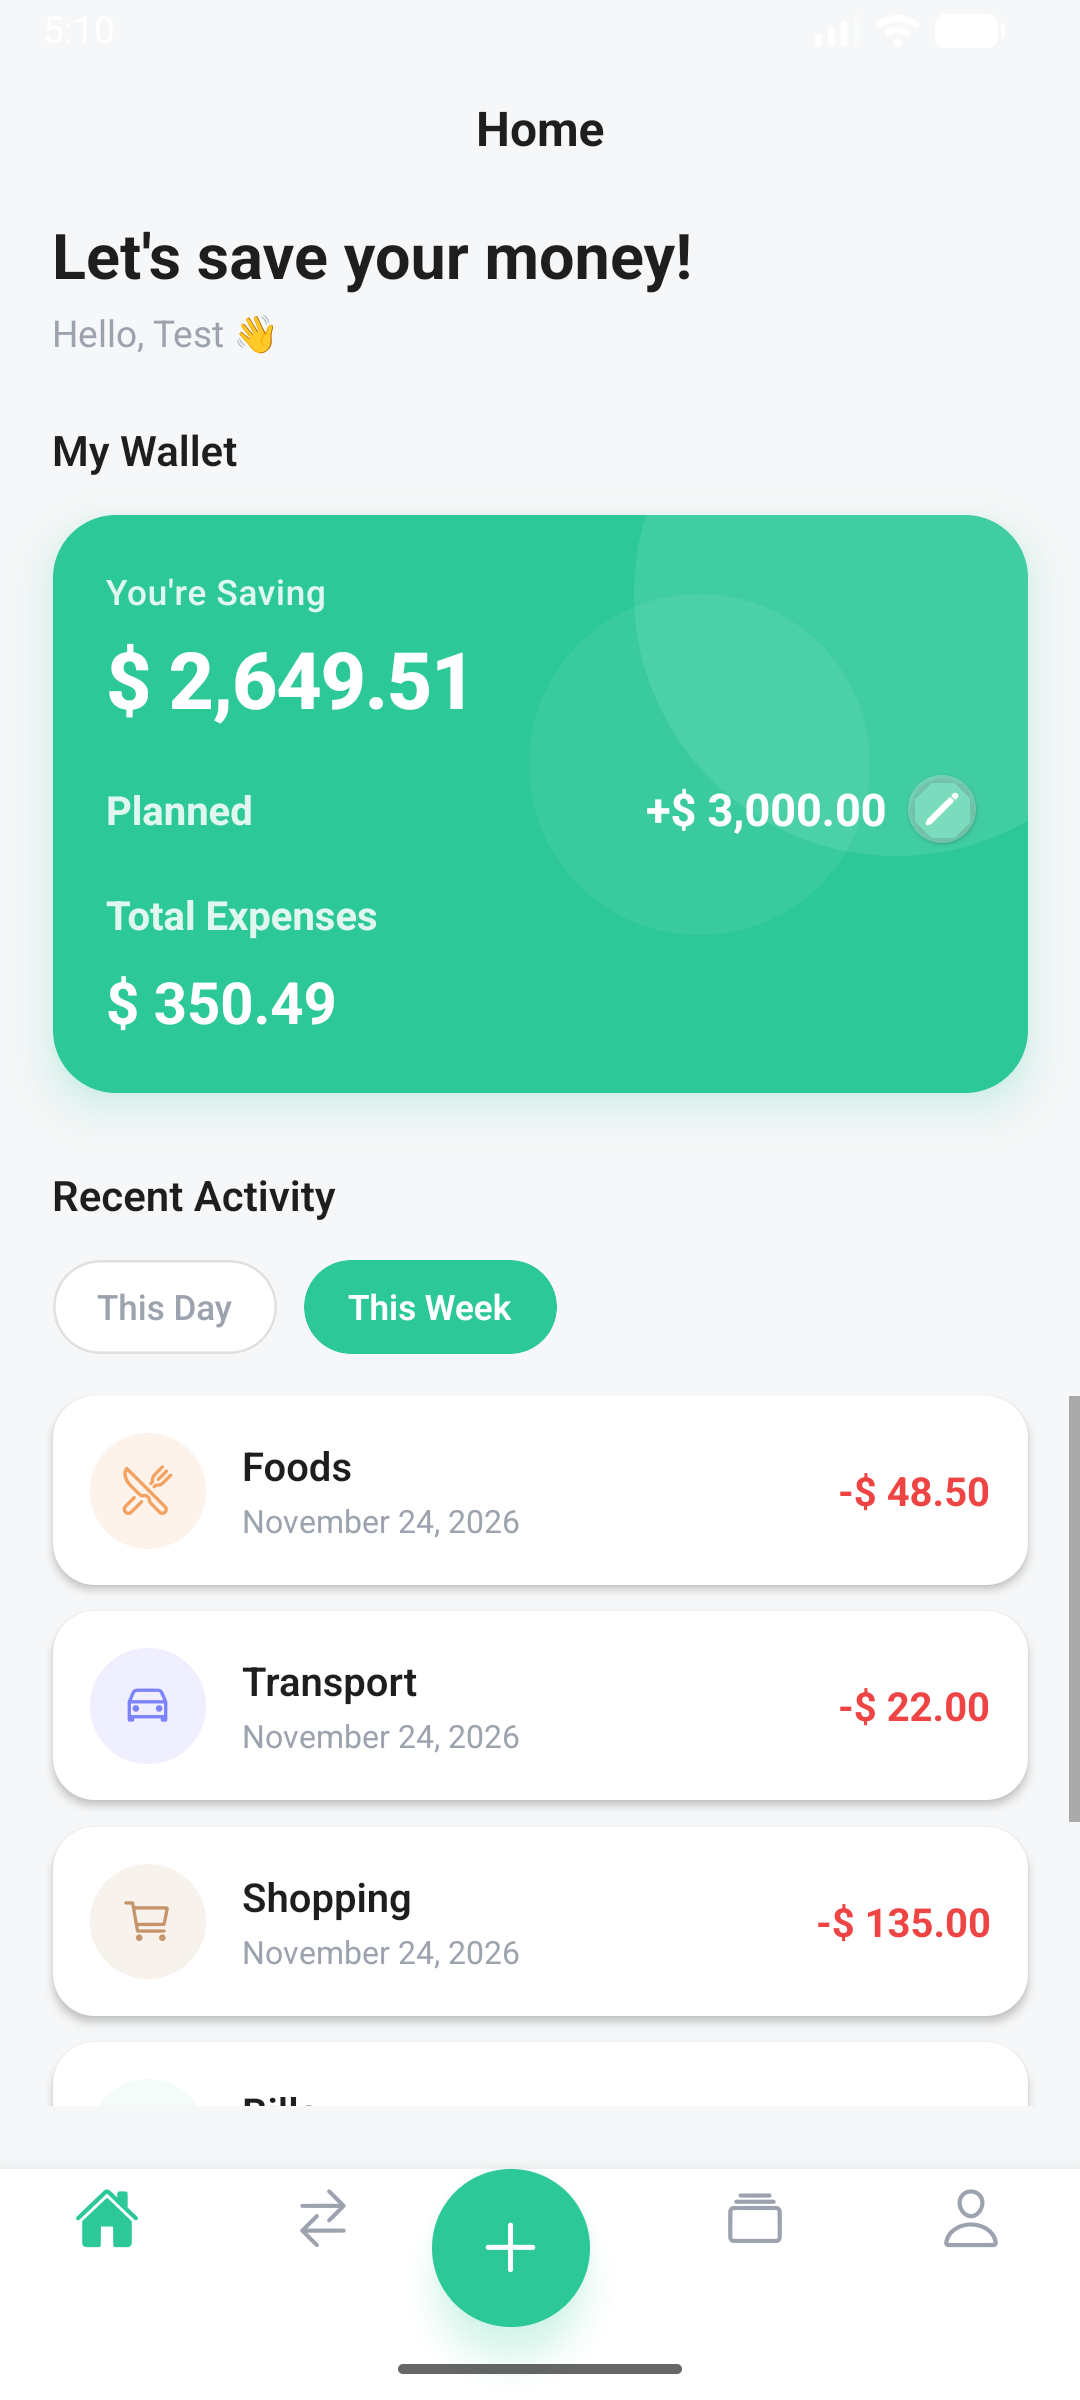 5:10
Home
Let's save your money!
Hello, Test 👋
My Wallet
You're Saving
$ 2,649.51
Planned
+$ 3,000.00
Total Expenses
$ 350.49
Recent Activity
This Day
This Week
Foods
-$ 48.50
November 24, 2026
Transport
-$ 22.00
November 24, 2026
Shopping
-$ 135.00
November 24, 2026
Bills